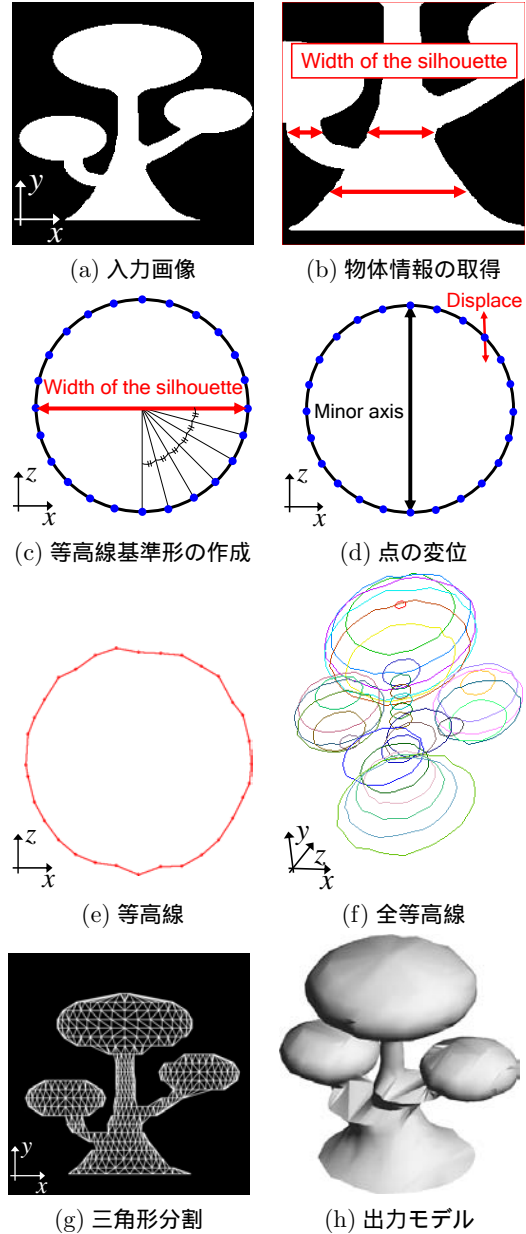 y
x
(a) 入力画像
Width of the silhouette
(b) 物体情報の取得
Width of the silhouette
z
x
(c) 等高線基準形の作成
Displace
Minor axis
z
x
(d) 点の変位
z
x
(e) 等高線
y
z
x
(f) 全等高線
y
x
(g) 三角形分割
(h) 出力モデル